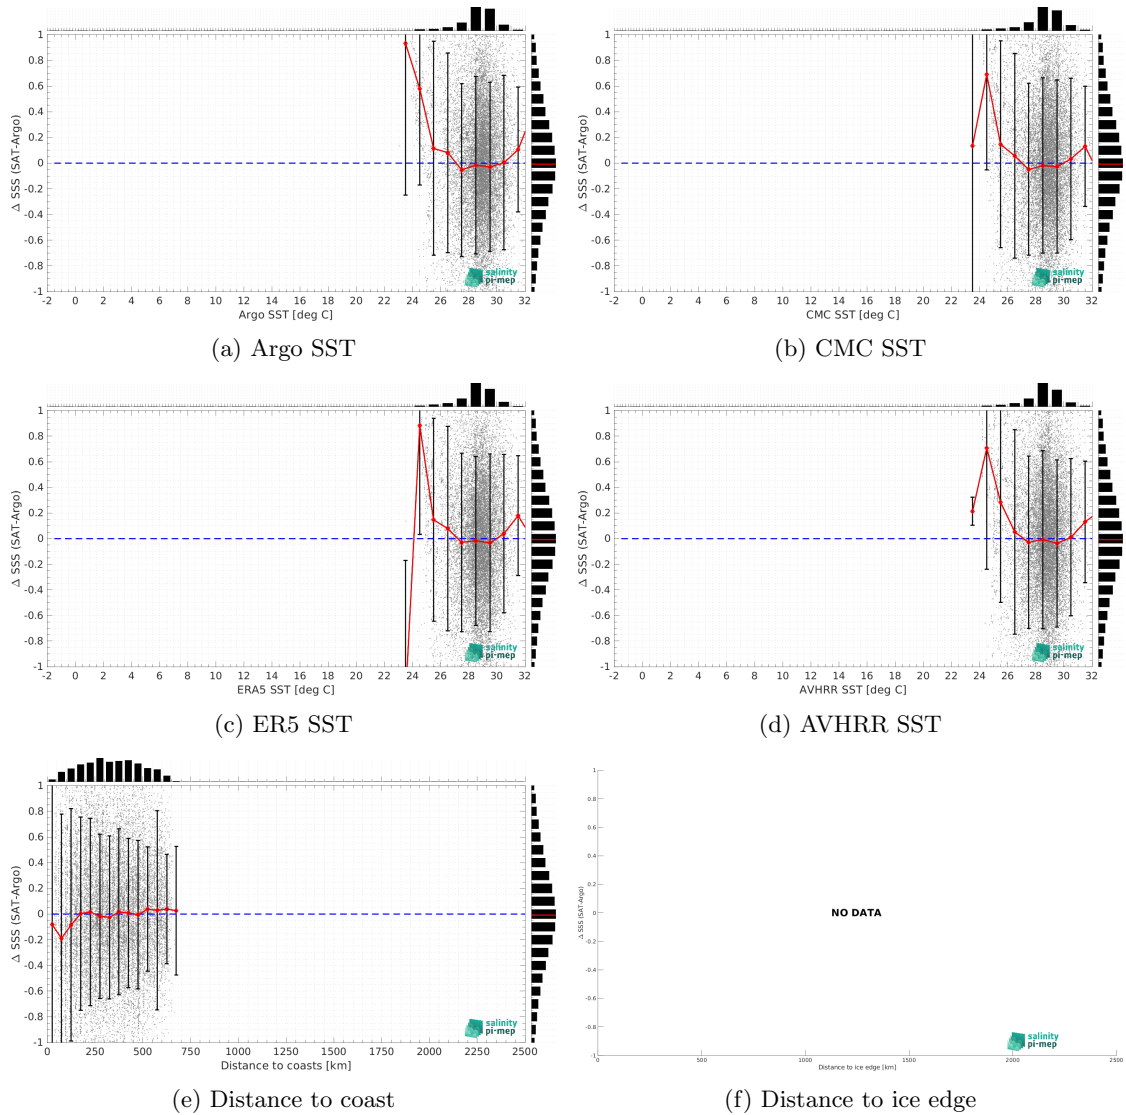 1
0.8
0.6
0.4
0.2
0
-0.2
-0.4
-0.6
-0.8
-1
Δ SSS (SAT-Argo)
salinity
pi-mep
-2 0 2 4 6 8 10 12 14 16 18 20 22 24 26 28 30 32
Argo SST [deg C]
(a) Argo SST
1
0.8
0.6
0.4
0.2
0
-0.2
-0.4
-0.6
-0.8
-1
Δ SSS (SAT-Argo)
salinity
pi-mep
-2 0 2 4 6 8 10 12 14 16 18 20 22 24 26 28 30 32
CMC SST [deg C]
(b) CMC SST
1
0.8
0.6
0.4
0.2
0
-0.2
-0.4
-0.6
-0.8
-1
Δ SSS (SAT-Argo)
salinity
pi-mep
-2 0 2 4 6 8 10 12 14 16 18 20 22 24 26 28 30 32
ERA5 SST [deg C]
(c) ER5 SST
1
0.8
0.6
0.4
0.2
0
-0.2
-0.4
-0.6
-0.8
-1
Δ SSS (SAT-Argo)
salinity
pi-mep
-2 0 2 4 6 8 10 12 14 16 18 20 22 24 26 28 30 32
AVHRR SST [deg C]
(d) AVHRR SST
1
0.8
0.6
0.4
0.2
0
-0.2
-0.4
-0.6
-0.8
-1
Δ SSS (SAT-Argo)
salinity
pi-mep
0 250 500 750 1000 1250 1500 1750 2000 2250 2500
Distance to coasts [km]
(e) Distance to coast
1
0.8
0.6
0.4
0.2
0
-0.2
-0.4
-0.6
-0.8
-1
Δ SSS (SAT-Argo)
NO DATA
salinity
pi-mep
0 500 1000 1500 2000 2500
Distance to ice edge [km]
(f) Distance to ice edge